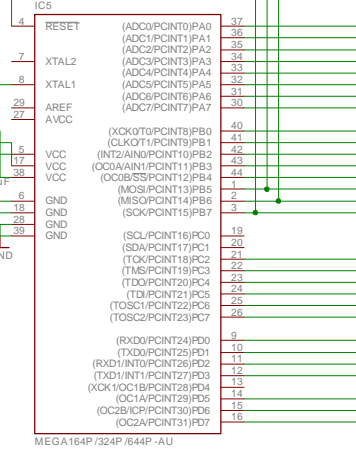 IC5
4 RESET (ADC0/PCINT0)PA0 37
(ADC1/PCINT1)PA1 36
(ADC2/PCINT2)PA2 35
7 XTAL2 (ADC3/PCINT3)PA3 34
(ADC4/PCINT4)PA4 33
8 XTAL1 (ADC5/PCINT5)PA5 32
(ADC6/PCINT6)PA6 31
29 AREF (ADC7/PCINT7)PA7 30
27 AVCC
(XCK0/T0/PCINT8)PB0 40
(CLKO/T1/PCINT9)PB1 41
5 VCC (INT2/AIN0/PCINT10)PB2 42
17 VCC (OC0A/AIN1/PCINT11)PB3 43
38 VCC (OC0B/SS/PCINT12)PB4 44
(MOSI/PCINT13)PB5 1
6 GND (MISO/PCINT14)PB6 2
18 GND (SCK/PCINT15)PB7 3
28 GND
39 GND (SCL/PCINT16)PC0 19
(SDA/PCINT17)PC1 20
ND (TCK/PCINT18)PC2 21
(TMS/PCINT19)PC3 22
(TDO/PCINT20)PC4 23
(TDI/PCINT21)PC5 24
(TOSC1/PCINT22)PC6 25
(TOSC2/PCINT23)PC7 26
(RXD0/PCINT24)PD0 9
(TXD0/PCINT25)PD1 10
(RXD1/INT0/PCINT26)PD2 11
(TXD1/INT1/PCINT27)PD3 12
(XCK1/OC1B/PCINT28)PD4 13
(OC1A/PCINT29)PD5 14
(OC2B/ICP/PCINT30)PD6 15
(OC2A/PCINT31)PD7 16
MEGA164P/324P/644P-AU